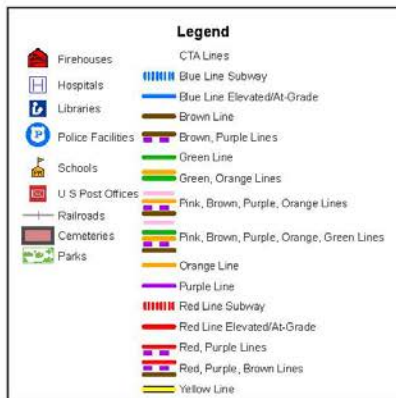 Legend
Firehouses
Hospitals
Libraries
P
Police Facilities
Schools
U S Post Offices
Railroads
Cemeteries
Parks
CTA Lines
Blue Line Subway
Blue Line Elevated/At-Grade
Brown Line
Brown, Purple Lines
Green Line
Green, Orange Lines
Pink, Brown, Purple, Orange Lines
Pink, Brown, Purple, Orange, Green Lines
Orange Line
Purple Line
Red Line Subway
Red Line Elevated/At-Grade
Red, Purple Lines
Red, Purple, Brown Lines
Yellow Line